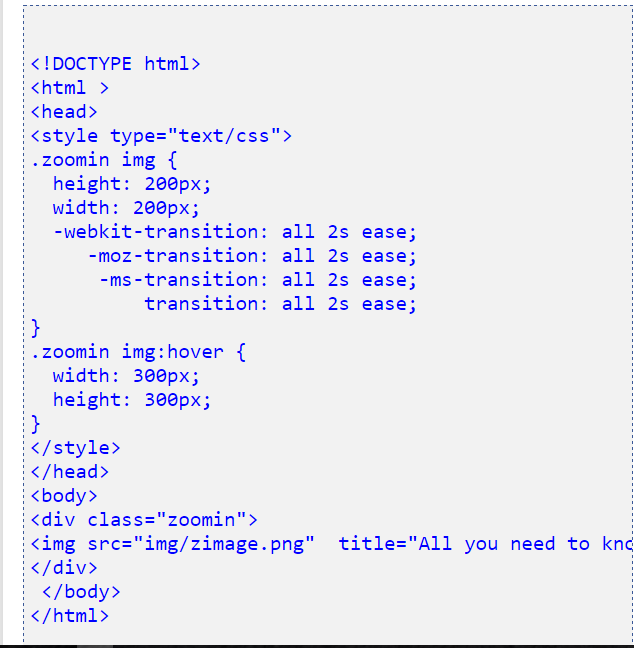 <!DOCTYPE html>
<html >
<head>
<style type="text/css">
.zoomin img {
  height: 200px;
  width: 200px;
  -webkit-transition: all 2s ease;
     -moz-transition: all 2s ease;
      -ms-transition: all 2s ease;
          transition: all 2s ease;
}
.zoomin img:hover {
  width: 300px;
  height: 300px;
}
</style>
</head>
<body>
<div class="zoomin">
<img src="img/zimage.png"  title="All you need to
</div>
 </body>
</html>